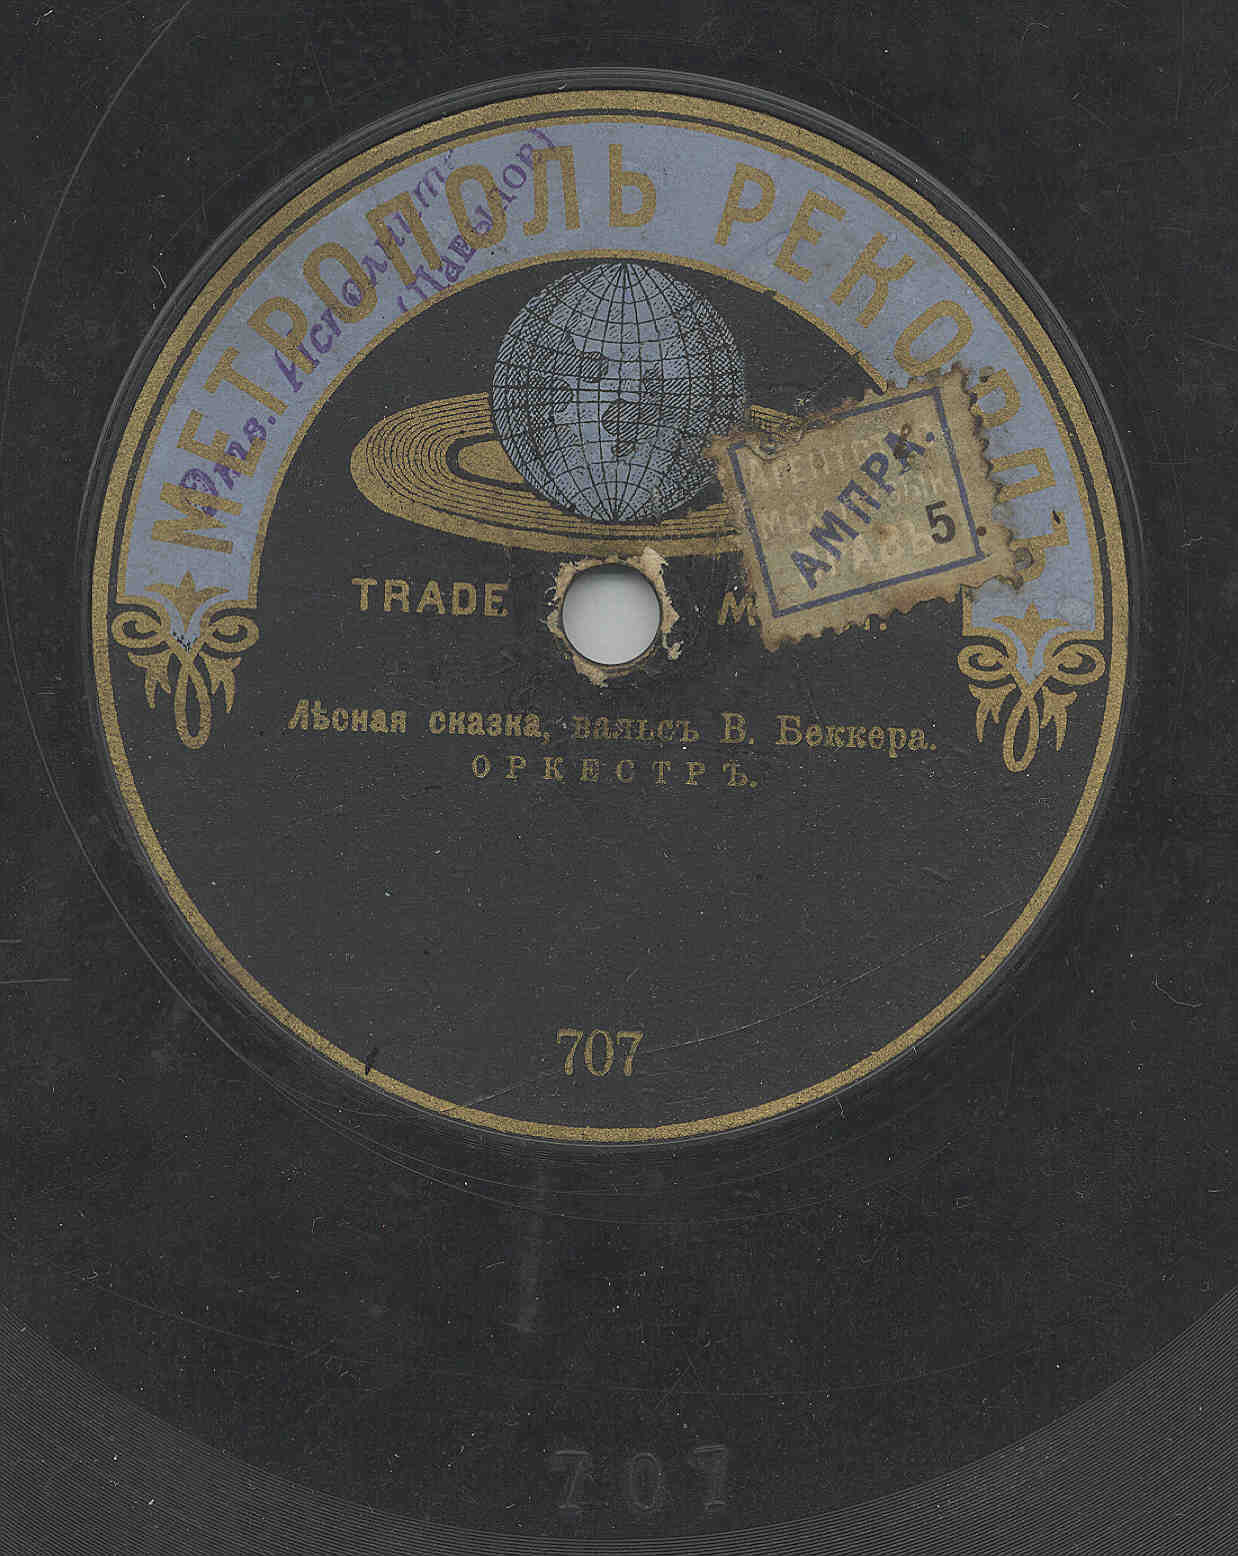 МЕТРОПОЛЬ РЕКОРДЪ
АМПРА.
5.
TRADE
Лѣсная сказка, вальсъ В. Беккера.
ОРКЕСТРЪ.
707
707